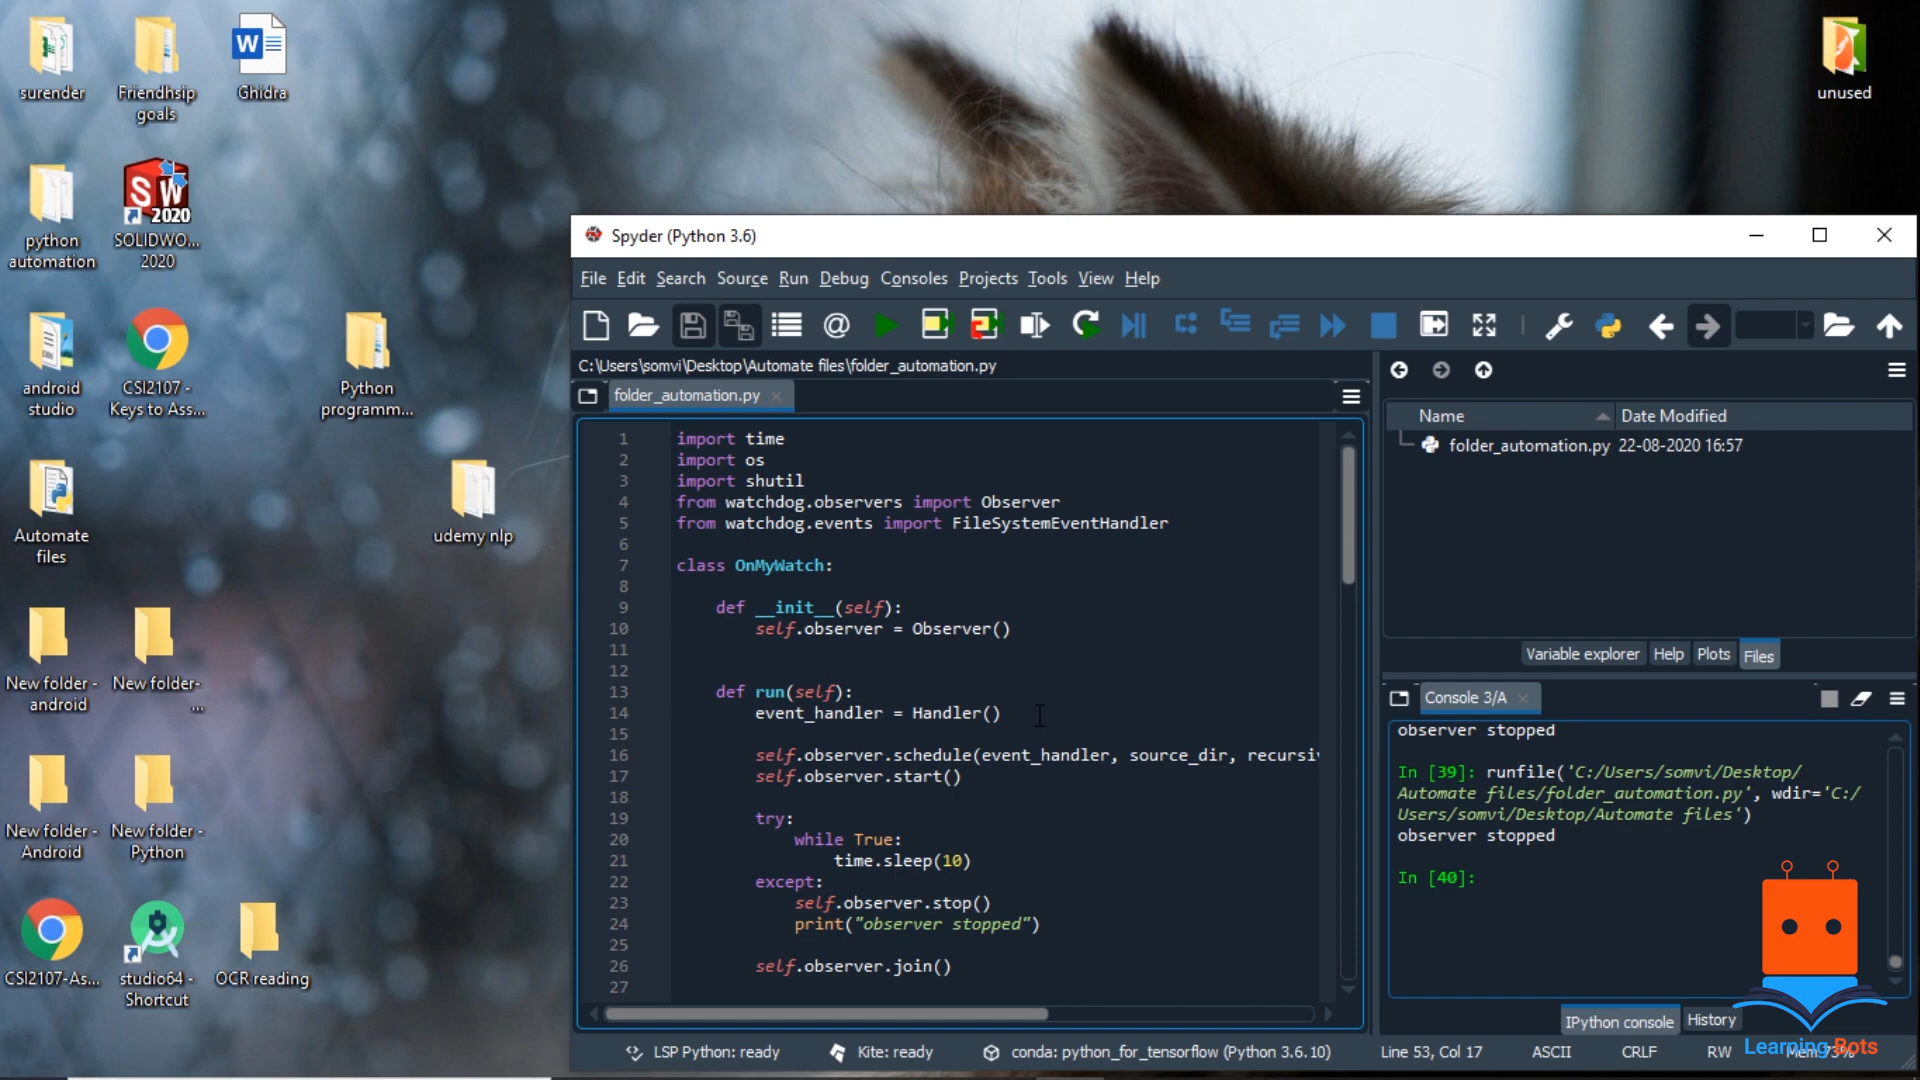 surender
Friendhsip goals
Ghidra
unused
python automation
SOLIDWO... 2020
SW 2020
android studio
CSI2107 - Keys to Ass...
Python programm...
Automate files
udemy nlp
New folder - android
New folder- ...
New folder - Android
New folder - Python
CSI2107-As...
studio64 - Shortcut
OCR reading
Spyder (Python 3.6)
File Edit Search Source Run Debug Consoles Projects Tools View Help
C:\Users\somvi\Desktop\Automate files\folder_automation.py
folder_automation.py
1 import time
2 import os
3 import shutil
4 from watchdog.observers import Observer
5 from watchdog.events import FileSystemEventHandler
6
7 class OnMyWatch:
8
9 def __init__(self):
10 self.observer = Observer()
11
12
13 def run(self):
14 event_handler = Handler()
15
16 self.observer.schedule(event_handler, source_dir, recursiv
17 self.observer.start()
18
19 try:
20 while True:
21 time.sleep(10)
22 except:
23 self.observer.stop()
24 print("observer stopped")
25
26 self.observer.join()
27
Name Date Modified
folder_automation.py 22-08-2020 16:57
Variable explorer Help Plots Files
Console 3/A
observer stopped
In [39]: runfile('C:/Users/somvi/Desktop/
Automate files/folder_automation.py', wdir='C:/
Users/somvi/Desktop/Automate files')
observer stopped
In [40]:
IPython console History
LSP Python: ready Kite: ready conda: python_for_tensorflow (Python 3.6.10) Line 53, Col 17 ASCII CRLF RW
Learning Bots